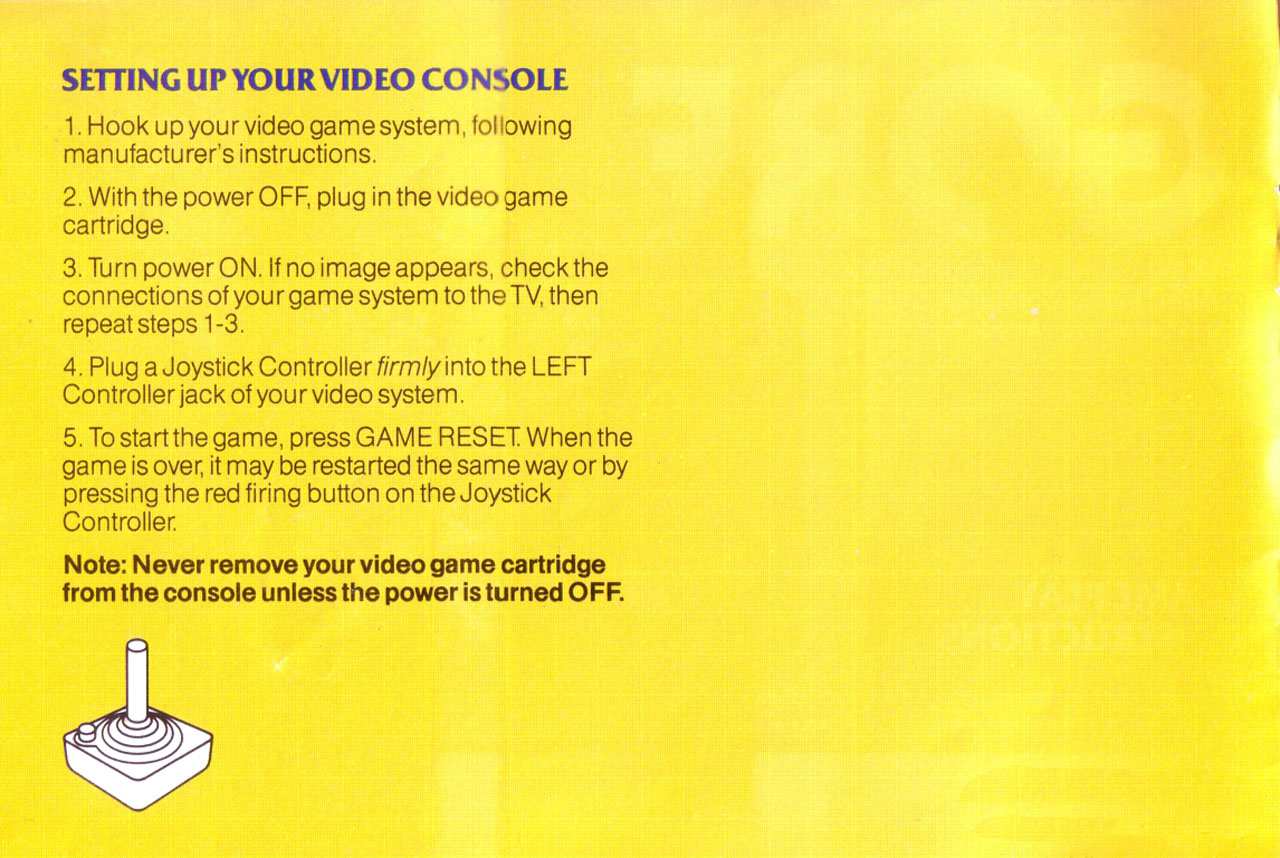 SETTING UP YOUR VIDEO CONSOLE
1. Hook up your video game system, following
manufacturer's instructions.
2. With the power OFF, plug in the video game
cartridge.
3. Turn power ON. If no image appears, check the
connections of your game system to the TV, then
repeat steps 1-3.
4. Plug a Joystick Controller firmly into the LEFT
Controller jack of your video system.
5. To start the game, press GAME RESET. When the
game is over, it may be restarted the same way or by
pressing the red firing button on the Joystick
Controller.
Note: Never remove your video game cartridge
from the console unless the power is turned OFF.